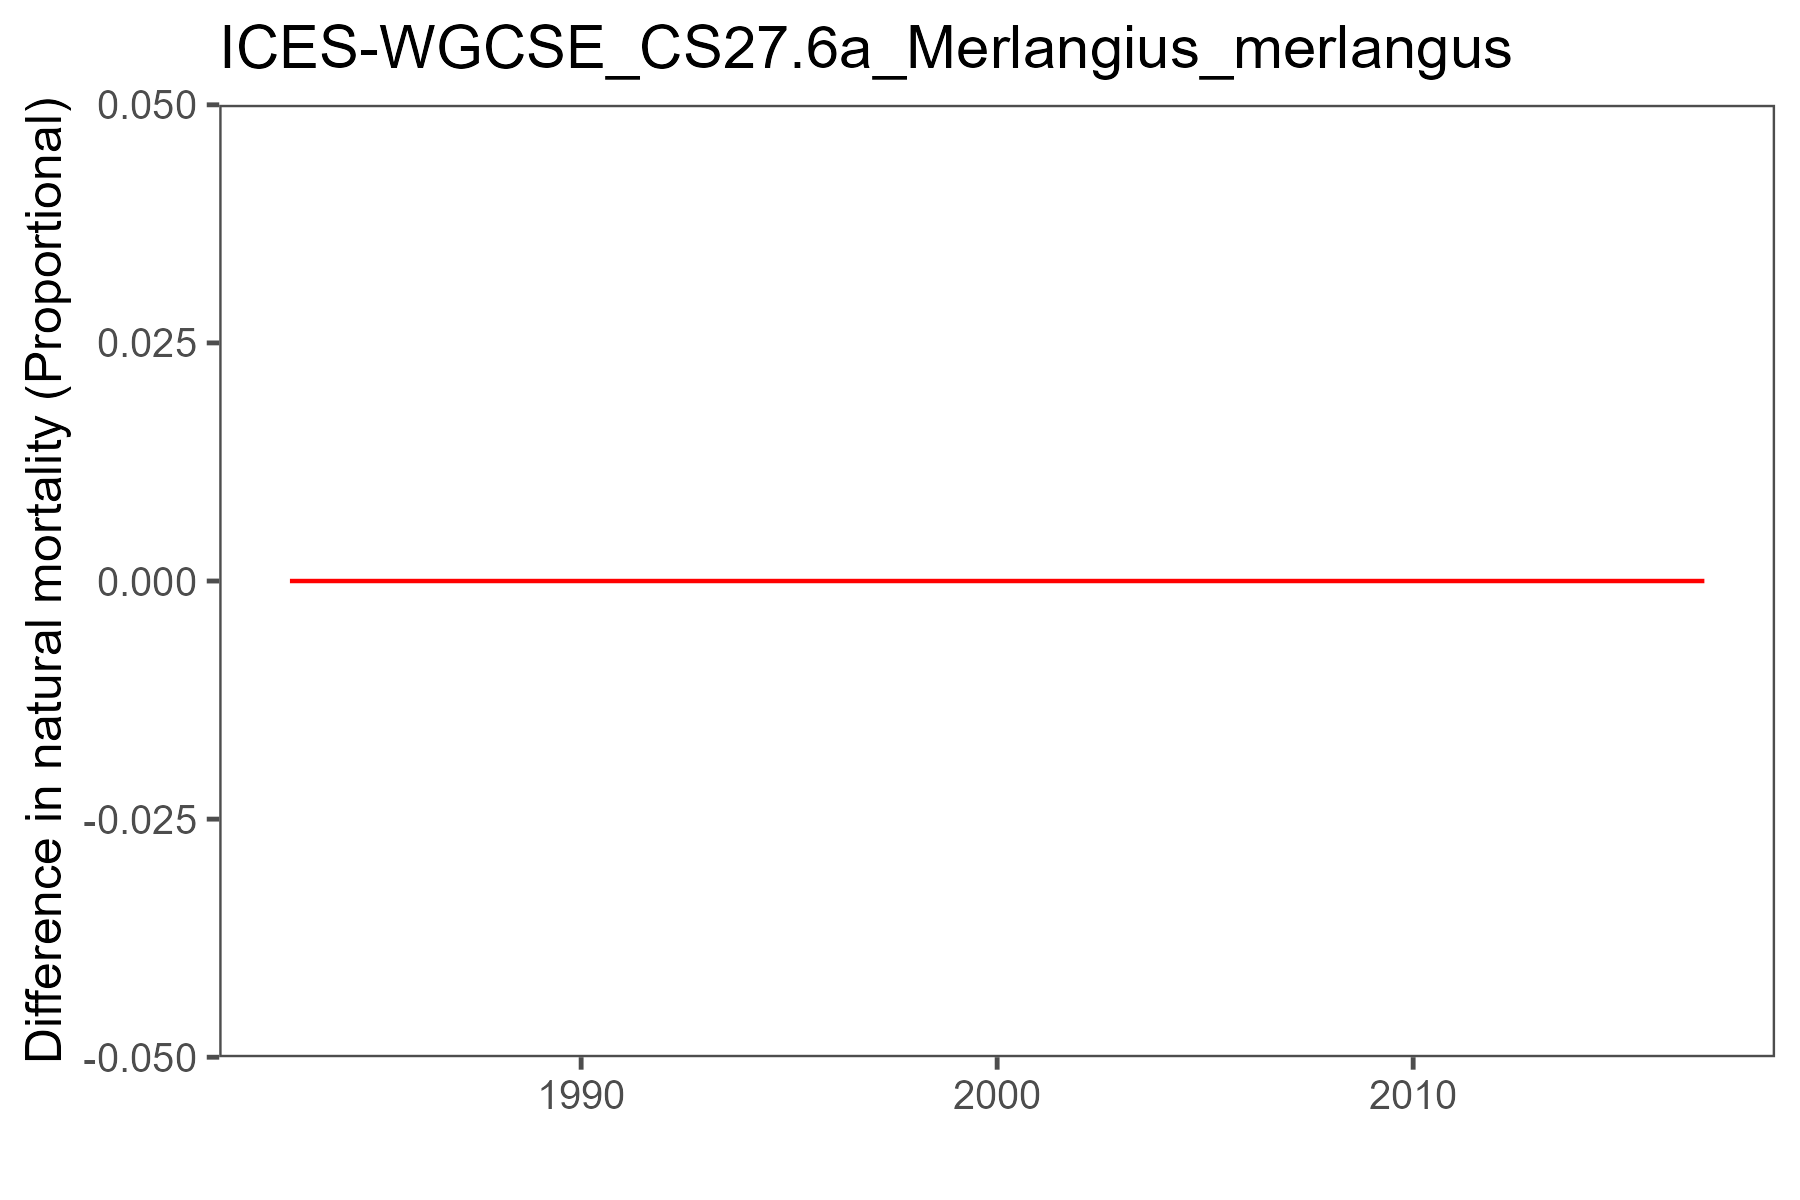 ICES-WGCSE_CS27.6a_Merlangius_merlangus
Difference in natural mortality (Proportional)
0.050
0.025
0.000
-0.025
-0.050
1990 2000 2010